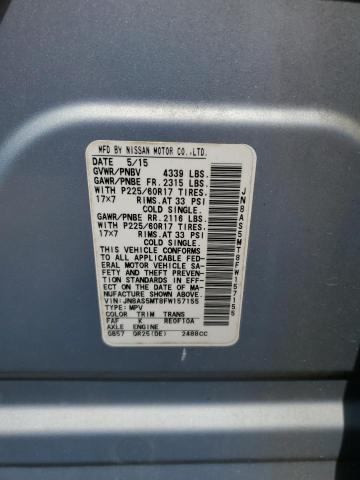 MFD BY NISSAN MOTOR CO.,LTD.
DATE 5/15
GVWR/PNBV 4339 LBS.
GAWR/PNBE FR. 2315 LBS.
WITH P225/60R17 TIRES.
17x7 RIMS.AT 33 PSI
COLD SINGLE.
GAWR/PNBE RR. 2116 LBS.
WITH P225/60R17 TIRES.
17x7 RIMS.AT 33 PSI
COLD SINGLE.
THIS VEHICLE CONFORMS
TO ALL APPLICABLE FED-
ERAL MOTOR VEHICLE SA-
FETY AND THEFT PREVEN-
TION STANDARDS IN EFF-
ECT ON THE DATE OF MA-
NUFACTURE SHOWN ABOVE.
VIN:JN8AS5MT8FW157155
TYPE: MPV
COLOR TRIM TRANS
FAF K RE0F10A
AXLE ENGINE
GB57 QR25(DE) 2488CC
JN8AS5MT8FW157155